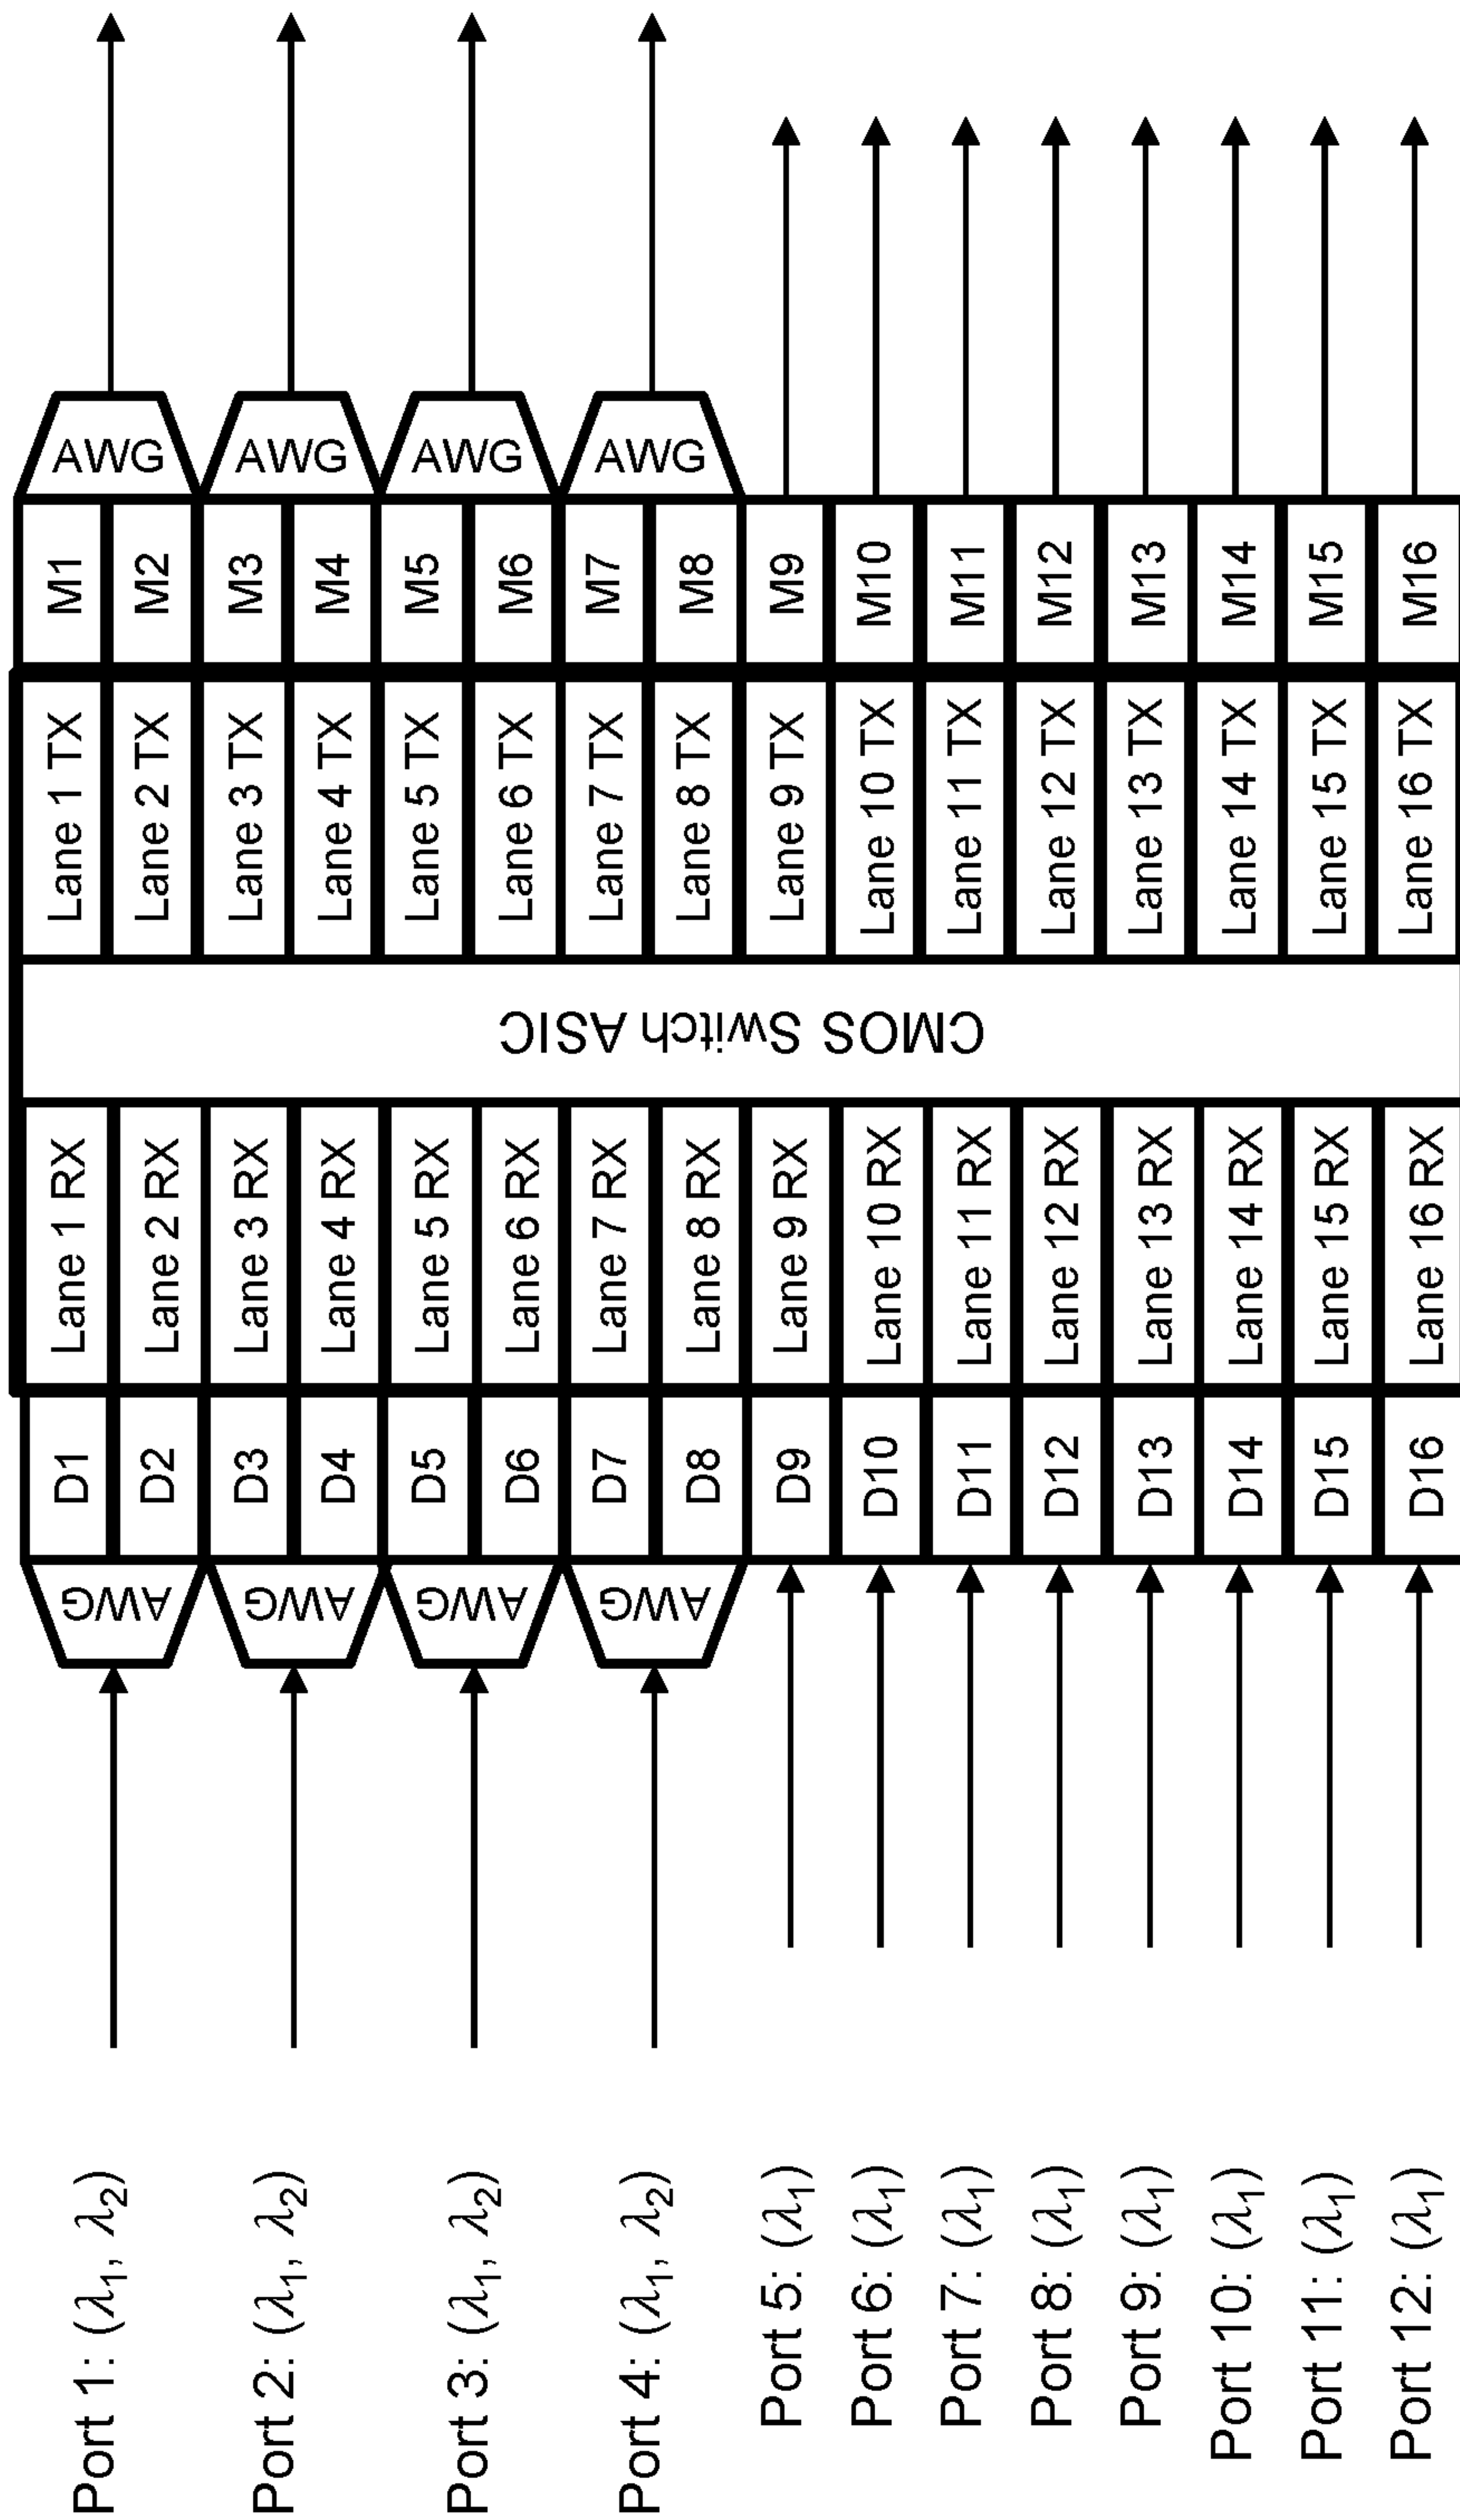 AWG
AWG
AWG
AWG
M1
M2
M3
M4
M5
M6
M7
M8
M9
M10
M11
M12
M13
M14
M15
M16
Lane 1 TX
Lane 2 TX
Lane 3 TX
Lane 4 TX
Lane 5 TX
Lane 6 TX
Lane 7 TX
Lane 8 TX
Lane 9 TX
Lane 10 TX
Lane 11 TX
Lane 12 TX
Lane 13 TX
Lane 14 TX
Lane 15 TX
Lane 16 TX
CMOS Switch ASIC
Lane 1 RX
Lane 2 RX
Lane 3 RX
Lane 4 RX
Lane 5 RX
Lane 6 RX
Lane 7 RX
Lane 8 RX
Lane 9 RX
Lane 10 RX
Lane 11 RX
Lane 12 RX
Lane 13 RX
Lane 14 RX
Lane 15 RX
Lane 16 RX
D1
D2
D3
D4
D5
D6
D7
D8
D9
D10
D11
D12
D13
D14
D15
D16
AWG
AWG
AWG
AWG
Port 1: (λ₁, λ₂)
Port 2: (λ₁, λ₂)
Port 3: (λ₁, λ₂)
Port 4: (λ₁, λ₂)
Port 5: (λ₁)
Port 6: (λ₁)
Port 7: (λ₁)
Port 8: (λ₁)
Port 9: (λ₁)
Port 10: (λ₁)
Port 11: (λ₁)
Port 12: (λ₁)